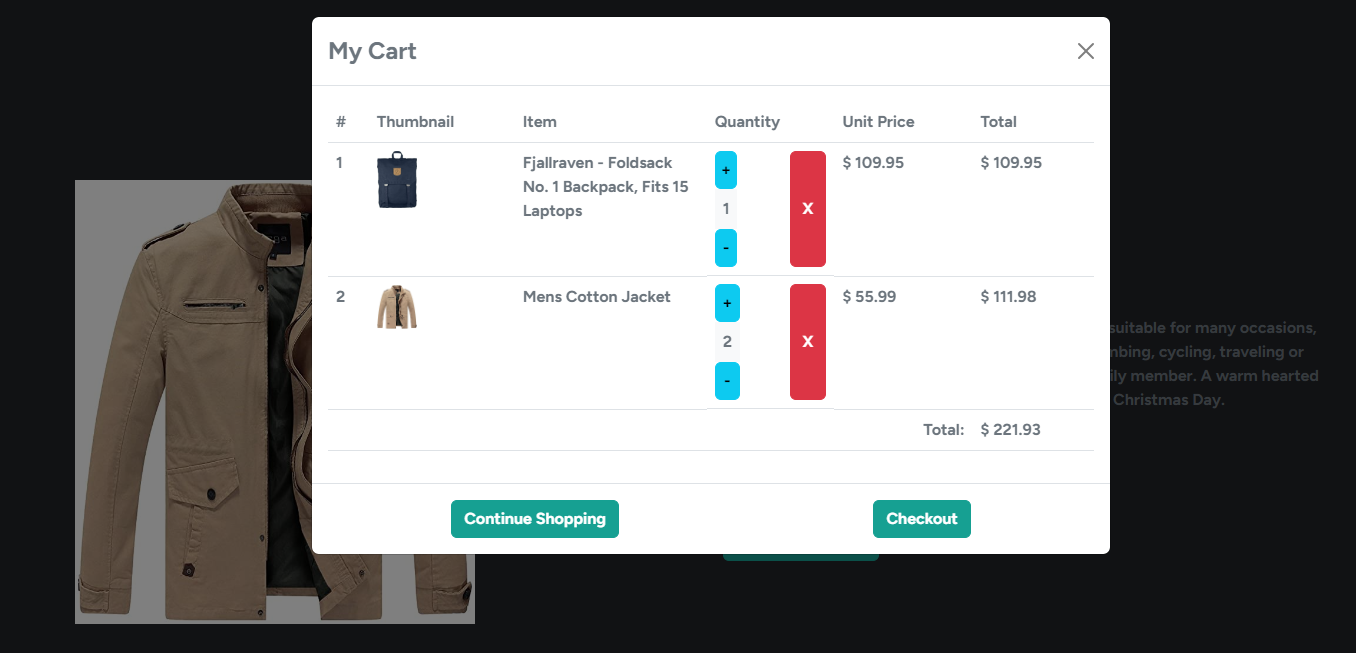 My Cart
# Thumbnail Item Quantity Unit Price Total
1 Fjallraven - Foldsack No. 1 Backpack, Fits 15 Laptops + 1 - X $ 109.95 $ 109.95
2 Mens Cotton Jacket + 2 - X $ 55.99 $ 111.98
Total: $ 221.93
Continue Shopping Checkout
suitable for many occasions,
cycling, traveling or
member. A warm hearted
Christmas Day.